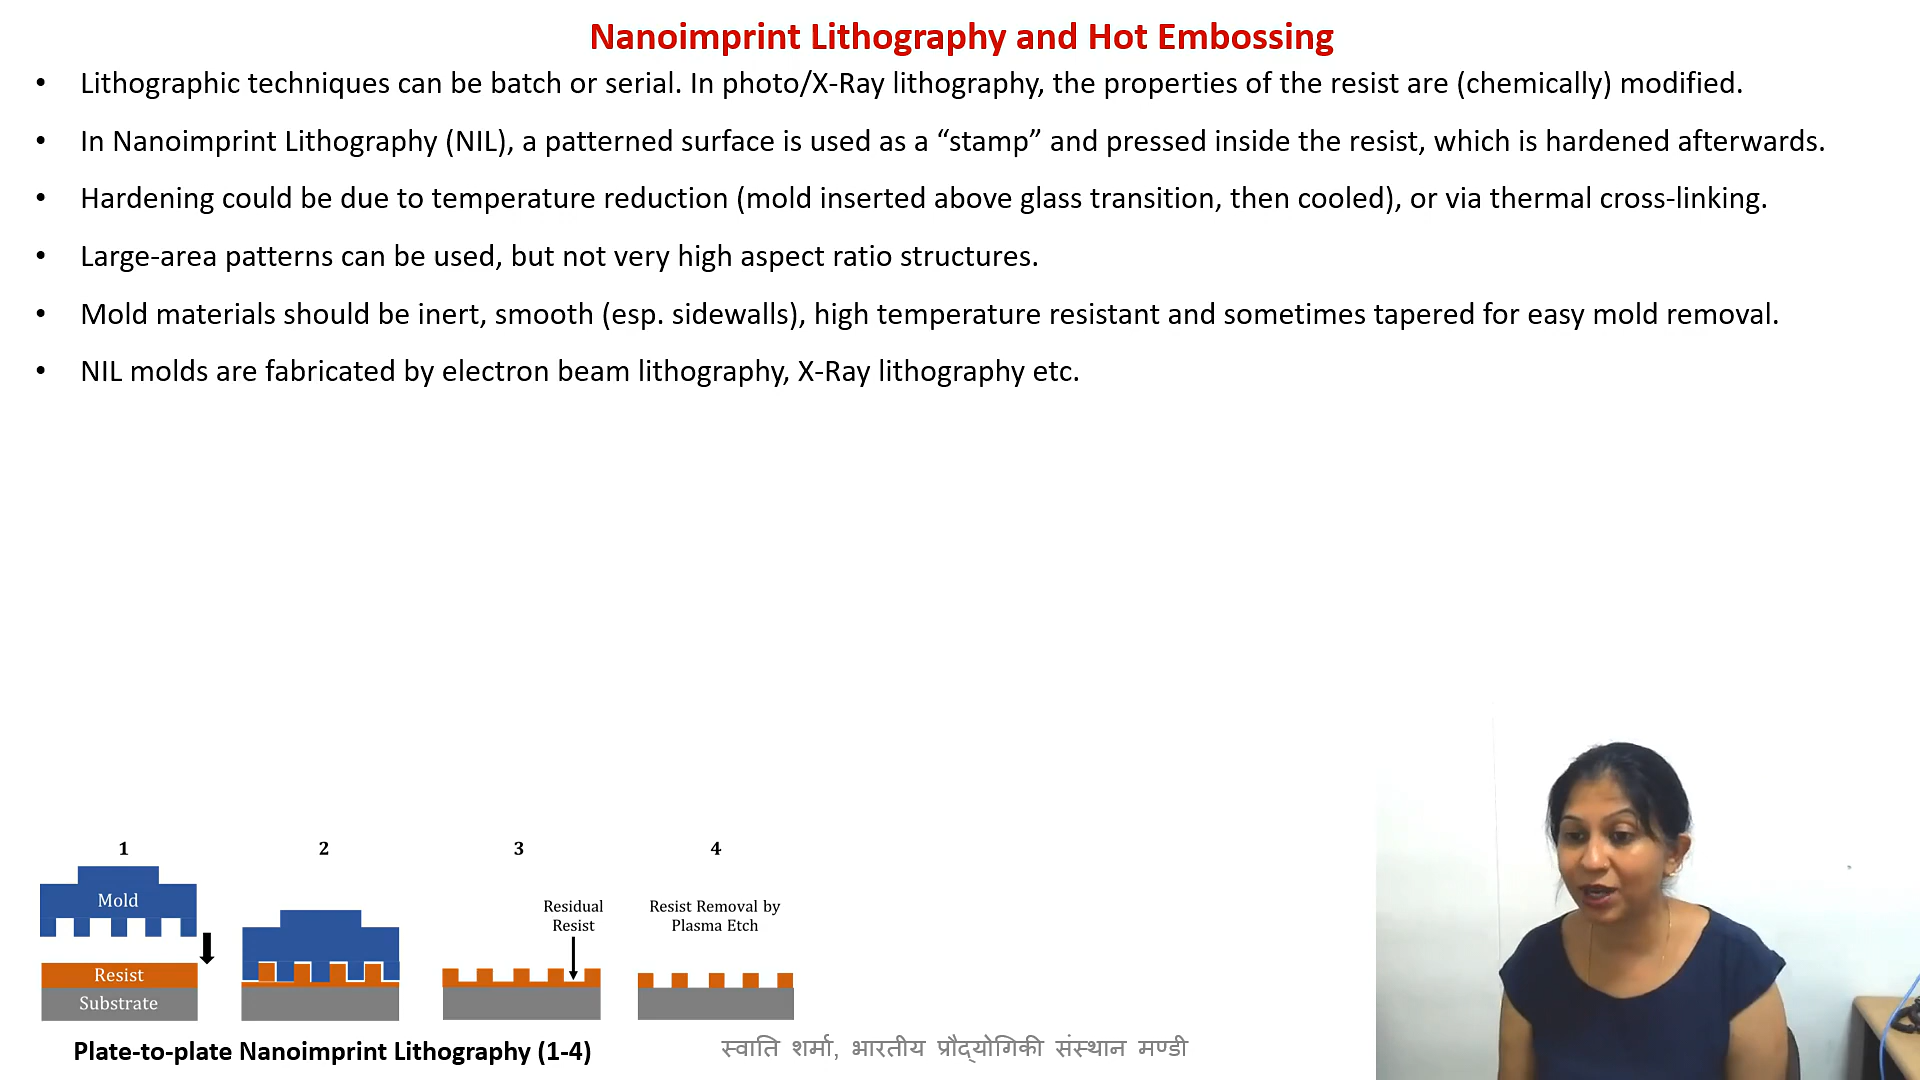 Nanoimprint Lithography and Hot Embossing
• Lithographic techniques can be batch or serial. In photo/X-Ray lithography, the properties of the resist are (chemically) modified.
• In Nanoimprint Lithography (NIL), a patterned surface is used as a “stamp” and pressed inside the resist, which is hardened afterwards.
• Hardening could be due to temperature reduction (mold inserted above glass transition, then cooled), or via thermal cross-linking.
• Large-area patterns can be used, but not very high aspect ratio structures.
• Mold materials should be inert, smooth (esp. sidewalls), high temperature resistant and sometimes tapered for easy mold removal.
• NIL molds are fabricated by electron beam lithography, X-Ray lithography etc.
1
Mold
Resist
Substrate
2
3
Residual
Resist
4
Resist Removal by
Plasma Etch
Plate-to-plate Nanoimprint Lithography (1-4)
स्वाति शर्मा, भारतीय प्रौद्योगिकी संस्थान मण्डी